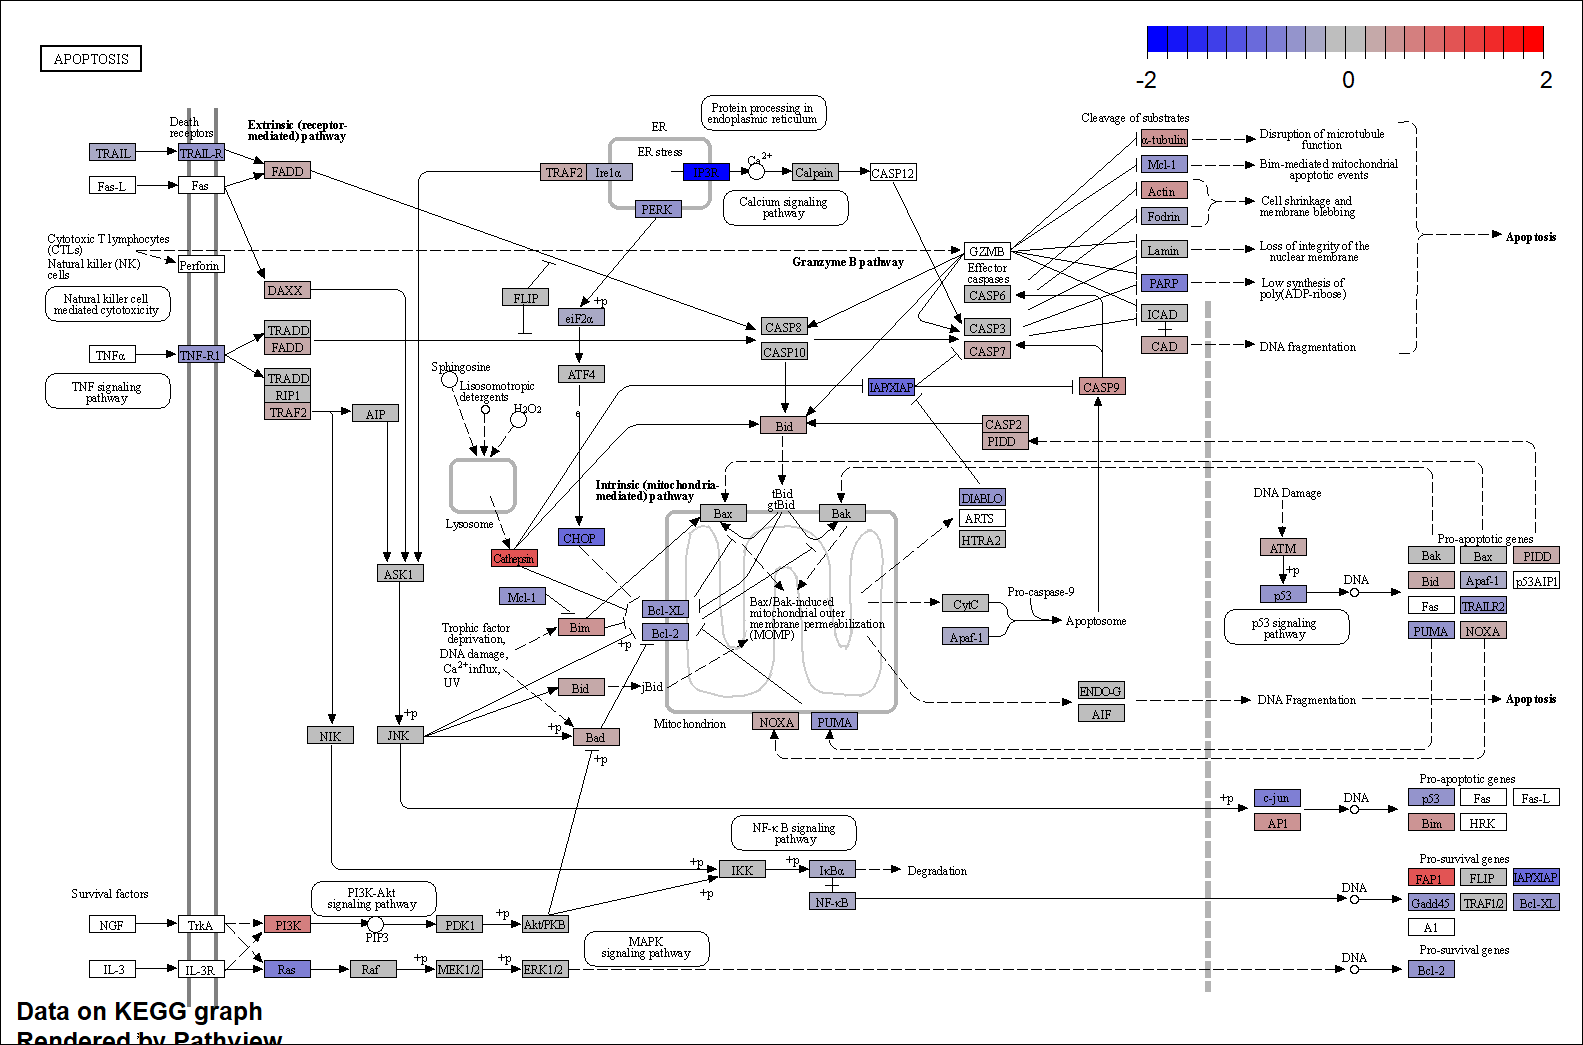 APOPTOSIS
-2
0
2
Death
receptors
Extrinsic (receptor-
mediated) pathway
TRAIL
TRAIL-R
FADD
Fas-L
Fas
Cytotoxic T lymphocytes
(CTLs)
Natural killer (NK)
cells
Perforin
Natural killer cell
mediated cytotoxicity
DAXX
TRADD
FADD
TNFα
TNF-R1
TNF signaling
pathway
TRADD
RIP1
TRAF2
AIP
ER
Protein processing in
endoplasmic reticulum
ER stress
TRAF2
Ire1α
IP3R
Ca2+
Calpain
CASP12
PERK
Calcium signaling
pathway
Granzyme B pathway
GZMB
Effector
caspases
CASP6
CASP3
CASP7
FLIP
+p
eiF2α
ATF4
e
CASP8
CASP10
Sphingosine
Lisosomotropic
detergents
H2O2
IAP/XIAP
CASP9
Bid
CASP2
PIDD
Cleavage of substrates
α-tubulin
Disruption of microtubule
function
Mcl-1
Bim-mediated mitochondrial
apoptotic events
Actin
Fodrin
Cell shrinkage and
membrane blebbing
Lamin
Loss of integrity of the
nuclear membrane
PARP
Low synthesis of
poly(ADP-ribose)
ICAD
CAD
DNA fragmentation
Apoptosis
Lysosome
Intrinsic (mitochondria-
mediated) pathway
tBid
gtBid
Bax
Bak
DIABLO
ARTS
HTRA2
CHOP
Cathepsin
ASK1
Mcl-1
Bcl-XL
Bcl-2
Bim
+p
Bax/Bak-induced
mitochondrial outer
membrane permeabilization
(MOMP)
CytC
Apaf-1
Pro-caspase-9
Apoptosome
Trophic factor
deprivation,
DNA damage,
Ca2+ influx,
UV
Bid
jBid
+p
Bad
+p
Mitochondrion
NOXA
PUMA
ENDO-G
AIF
DNA Fragmentation
Apoptosis
DNA Damage
ATM
+p
p53
DNA
p53 signaling
pathway
Pro-apoptotic genes
Bak
Bax
PIDD
Bid
Apaf-1
p53AIP1
Fas
TRAILR2
PUMA
NOXA
NIK
+p
JNK
+p
c-jun
AP1
DNA
Pro-apoptotic genes
p53
Fas
Fas-L
Bim
HRK
NF-κB signaling
pathway
+p
IKK
+p
+p
IκBα
NF-κB
Degradation
DNA
Pro-survival genes
FAP1
FLIP
IAP/XIAP
Gadd45
TRAF1/2
Bcl-XL
A1
Survival factors
PI3K-Akt
signaling pathway
NGF
TrkA
PI3K
PIP3
PDK1
+p
Akt/PKB
IL-3
IL-3R
Ras
Raf
+p
MEK1/2
+p
ERK1/2
MAPK
signaling pathway
DNA
Pro-survival genes
Bcl-2
Data on KEGG graph
Rendered by Pathview